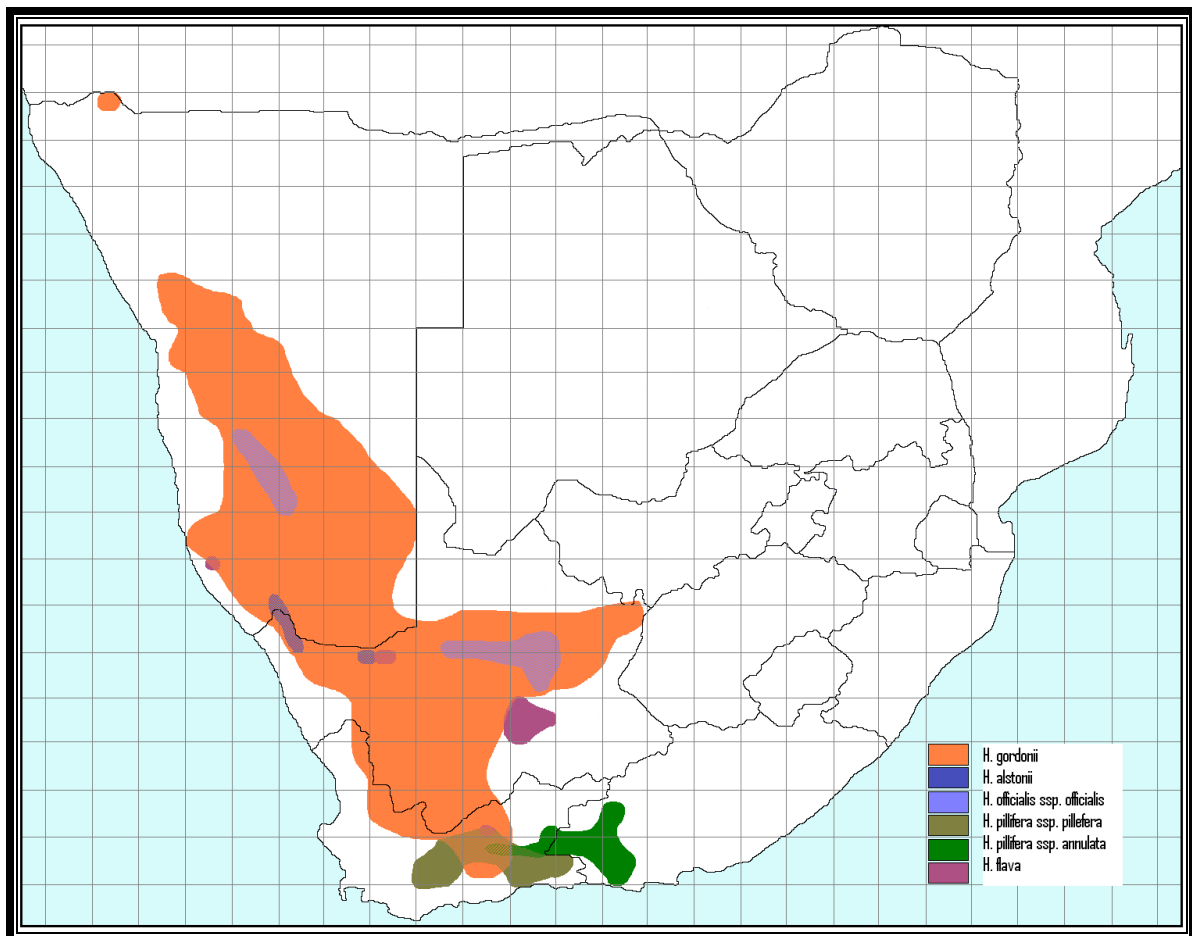 H. gordonii
H. alstonii
H. officialis ssp. officialis
H. pillifera ssp. pillefera
H. pillifera ssp. annulata
H. flava